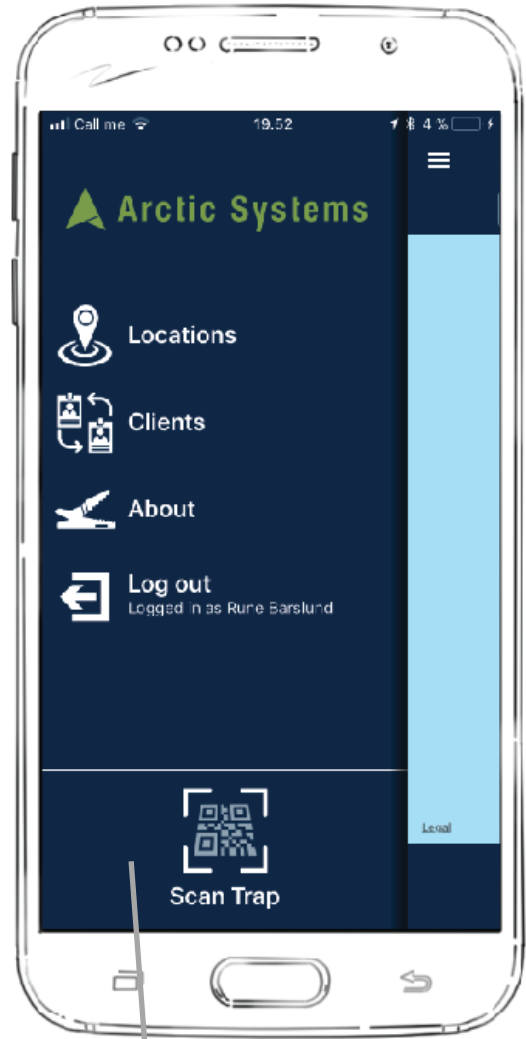 Call me 19.52 4 %
Arctic Systems
Locations
Clients
About
Log out
Logged in as Rune Barslund
Legal
Scan Trap